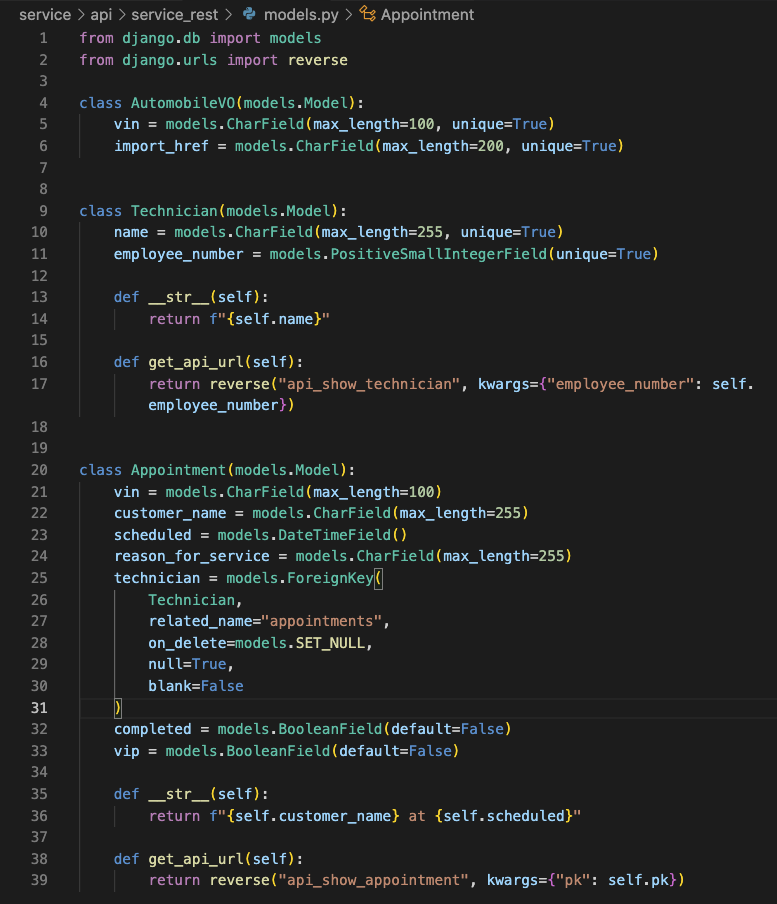 service > api > service_rest > models.py > Appointment
1 from django.db import models
2 from django.urls import reverse
3
4 class AutomobileVO(models.Model):
5     vin = models.CharField(max_length=100, unique=True)
6     import_href = models.CharField(max_length=200, unique=True)
7
8
9 class Technician(models.Model):
10     name = models.CharField(max_length=255, unique=True)
11     employee_number = models.PositiveSmallIntegerField(unique=True)
12
13     def __str__(self):
14         return f"{self.name}"
15
16     def get_api_url(self):
17         return reverse("api_show_technician", kwargs={"employee_number": self.
        employee_number})
18
19
20 class Appointment(models.Model):
21     vin = models.CharField(max_length=100)
22     customer_name = models.CharField(max_length=255)
23     scheduled = models.DateTimeField()
24     reason_for_service = models.CharField(max_length=255)
25     technician = models.ForeignKey(
26         Technician,
27         related_name="appointments",
28         on_delete=models.SET_NULL,
29         null=True,
30         blank=False
31     )
32     completed = models.BooleanField(default=False)
33     vip = models.BooleanField(default=False)
34
35     def __str__(self):
36         return f"{self.customer_name} at {self.scheduled}"
37
38     def get_api_url(self):
39         return reverse("api_show_appointment", kwargs={"pk": self.pk})